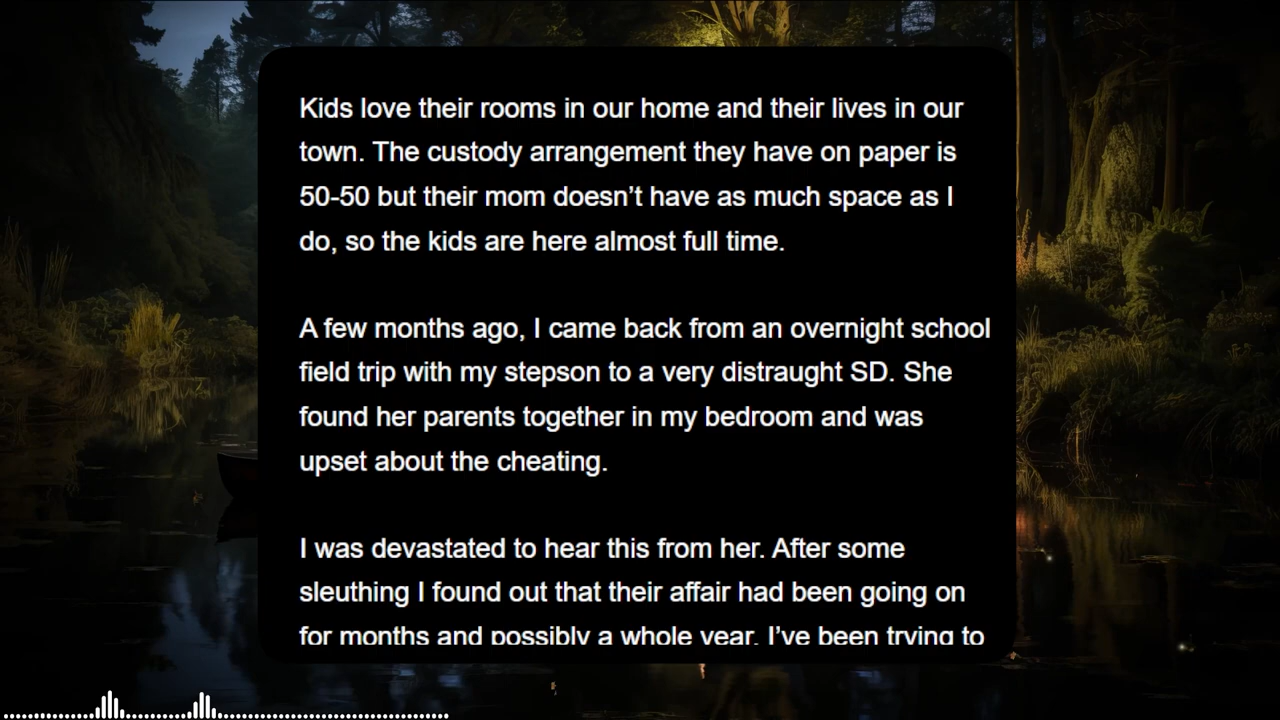 Kids love their rooms in our home and their lives in our
town. The custody arrangement they have on paper is
50-50 but their mom doesn’t have as much space as I
do, so the kids are here almost full time.
A few months ago, I came back from an overnight school
field trip with my stepson to a very distraught SD. She
found her parents together in my bedroom and was
upset about the cheating.
I was devastated to hear this from her. After some
sleuthing I found out that their affair had been going on
for months and possibly a whole year. I’ve been trying to